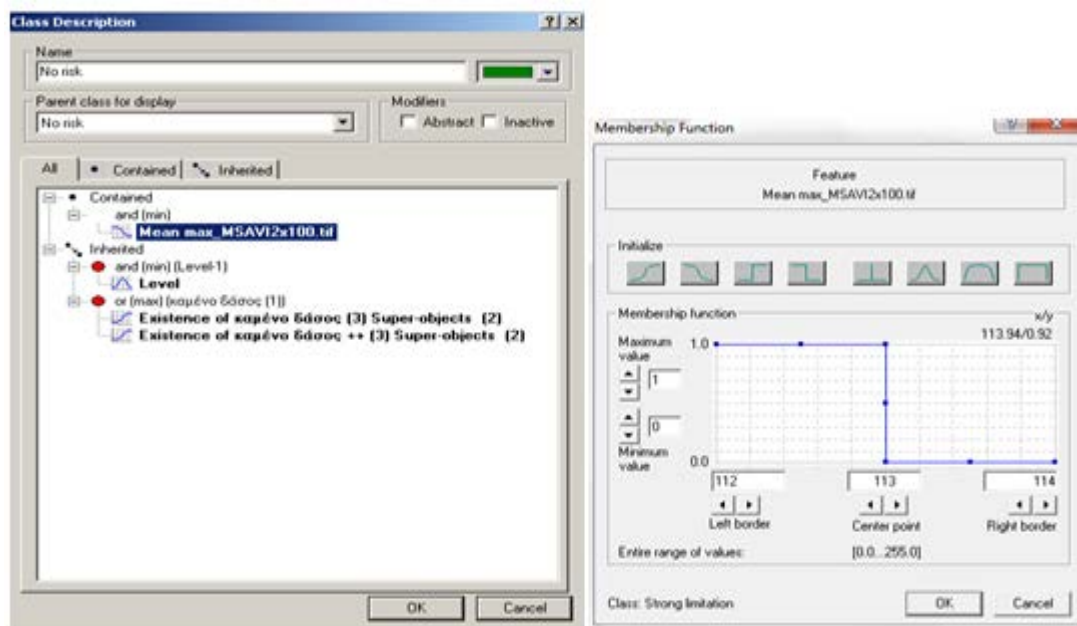 Class Description
Name
No risk
Parent class for display
No risk
Modifiers
Abstract
Inactive
All
Contained
Inherited
Contained
and (min)
Mean max_MSAVI2x100.tif
Inherited
and (min) (Level-1)
Level
or (max) (καμένο δάσος (1))
Existence of καμένο δάσος (3) Super-objects (2)
Existence of καμένο δάσος ++ (3) Super-objects (2)
OK
Cancel
Membership Function
Feature
Mean max_MSAVI2x100.tif
Initialize
Membership function
x/y
113.94/0.92
Maximum
value
1.0
1
0
Minimum
value
0.0
112
113
114
Left border
Center point
Right border
Entire range of values:
[0.0...255.0]
Class: Strong limitation
OK
Cancel